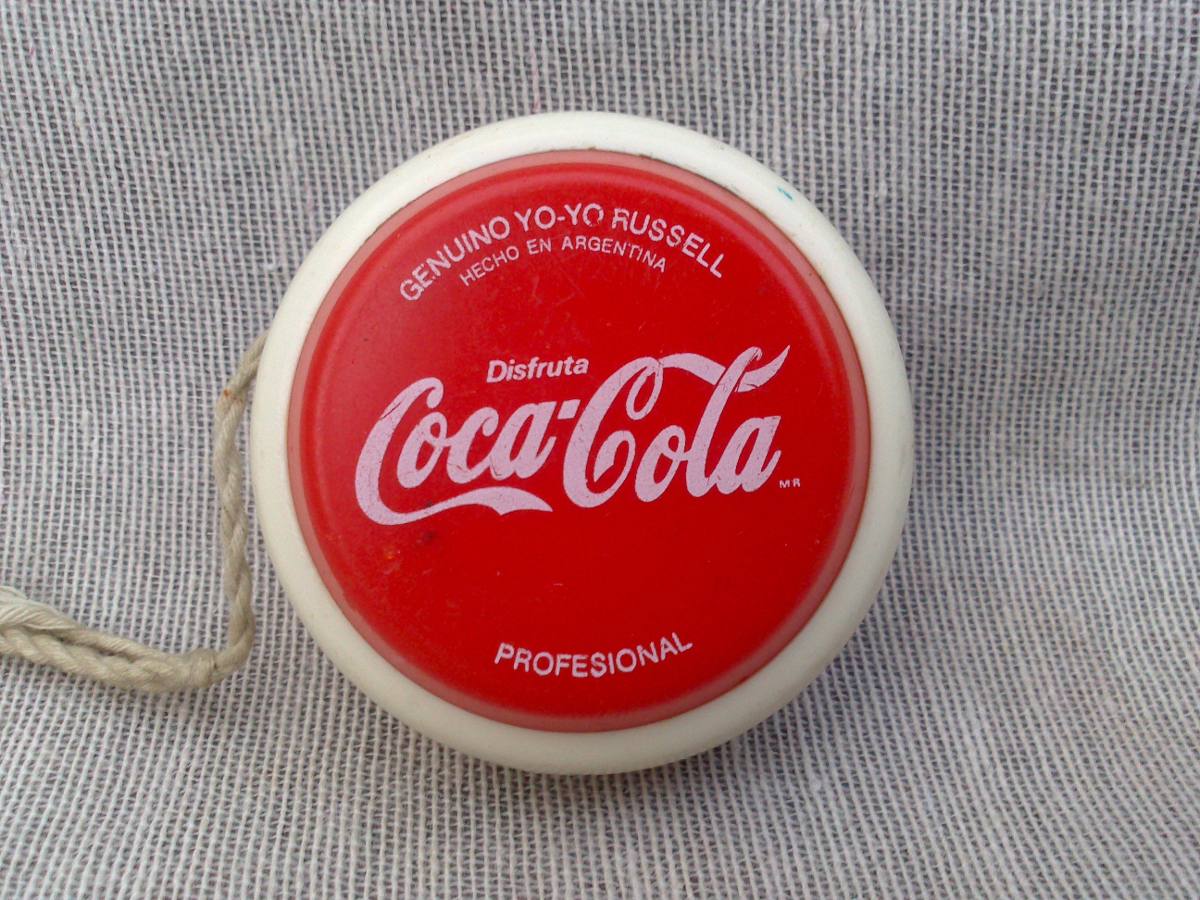 GENUINO YO-YO RUSSELL
HECHO EN ARGENTINA
Disfruta
Coca-Cola
MR
PROFESIONAL